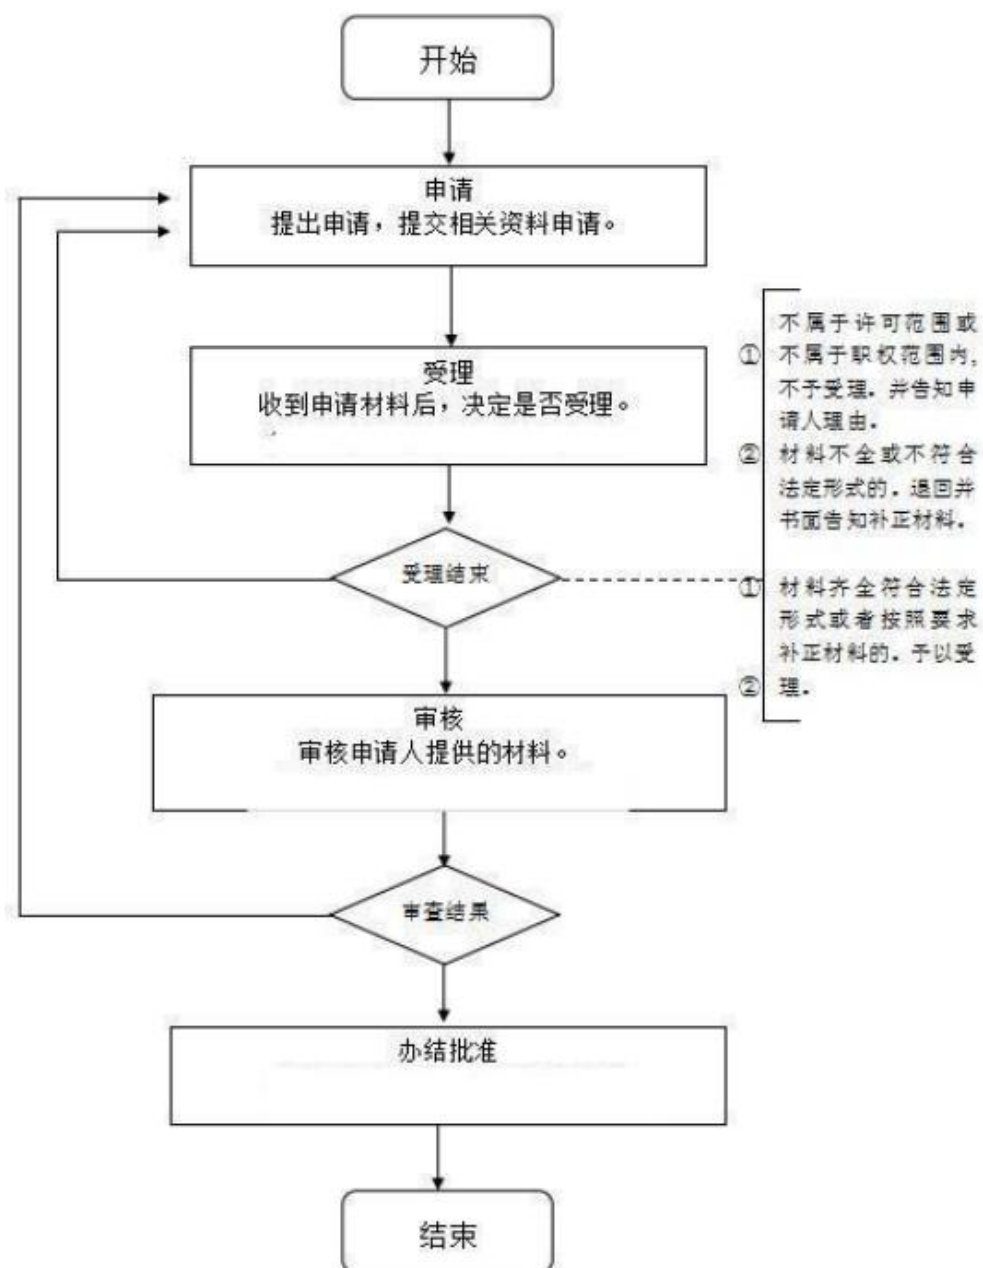 开始
申请
提出申请，提交相关资料申请。
受理
收到申请材料后，决定是否受理。
不属于许可范围或
① 不属于职权范围内，
不予受理。并告知申
请人理由。
② 材料不全或不符合
法定形式的。退回并
书面告知补正材料。
受理结束
① 材料齐全符合法定
形式或者按照要求
补正材料的。予以受
② 理。
审核
审核申请人提供的材料。
审查结果
办结批准
结束